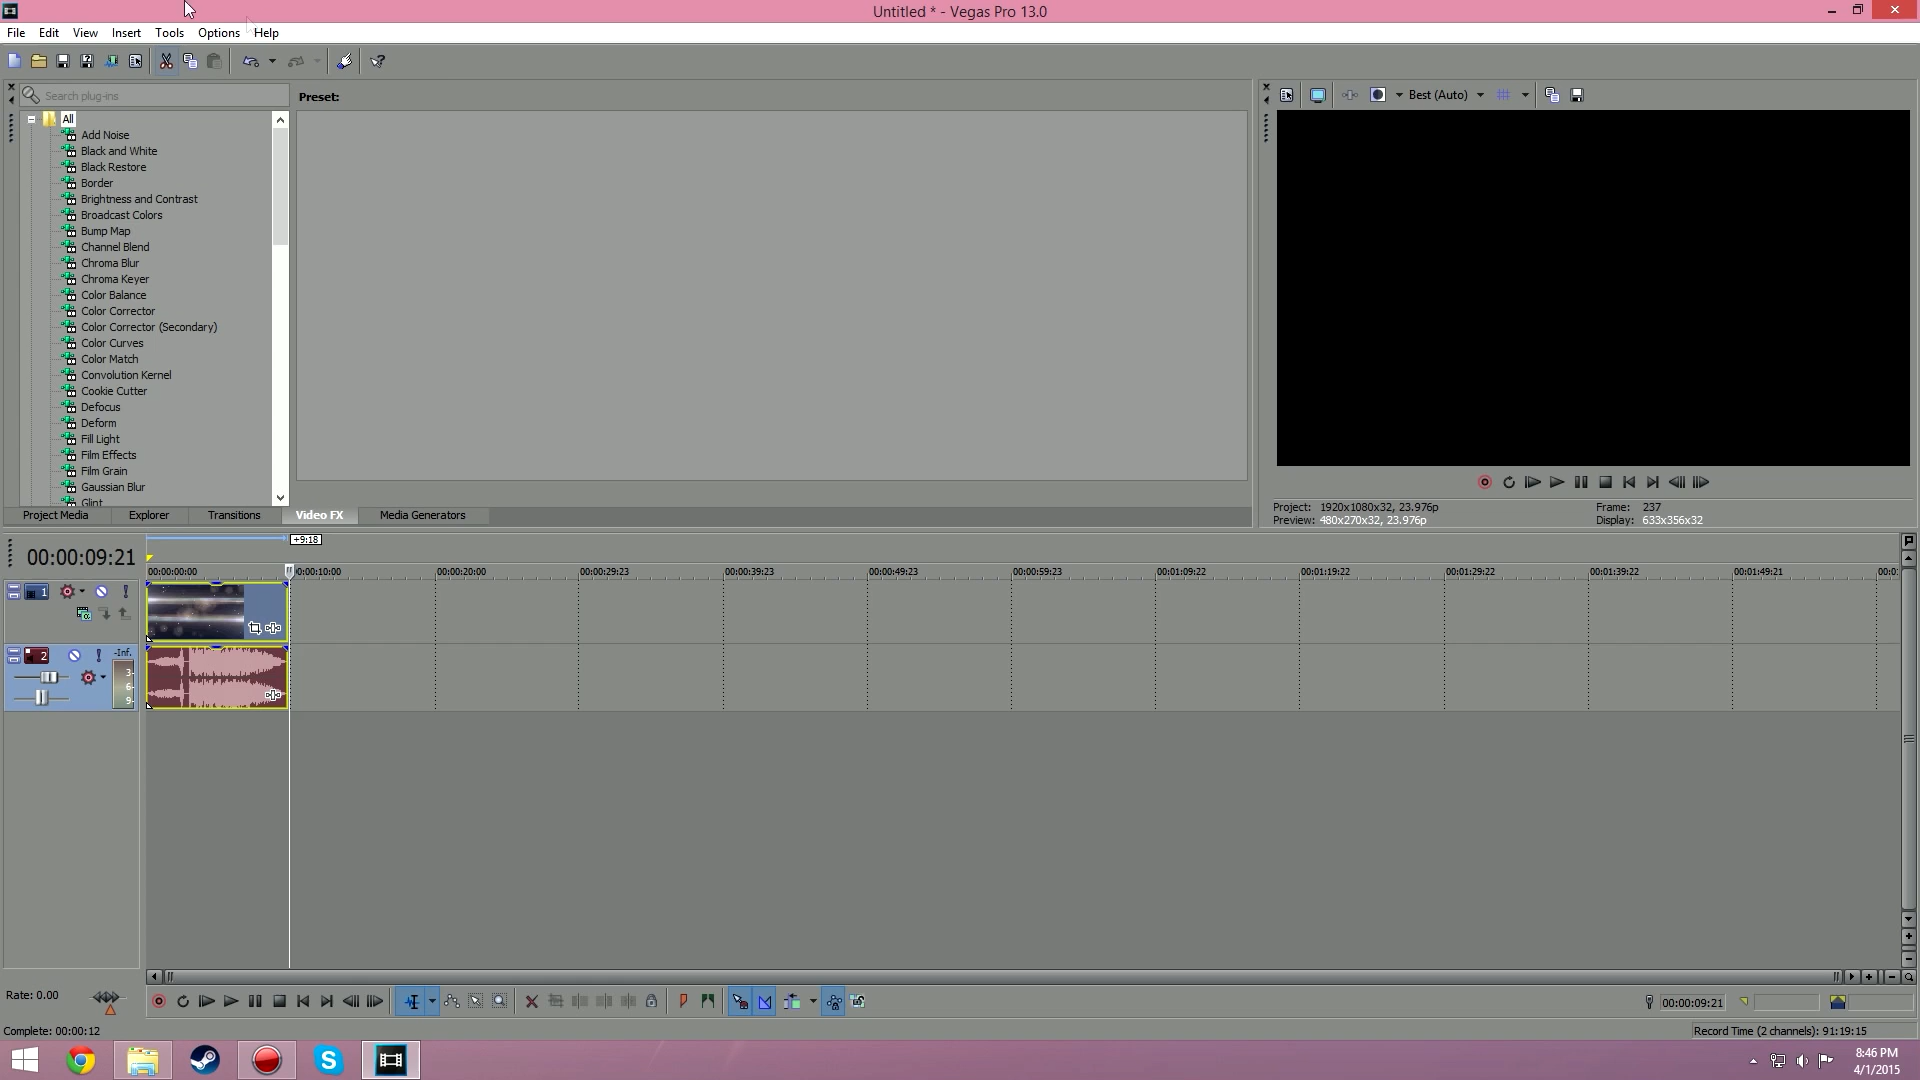 Untitled * - Vegas Pro 13.0
File Edit View Insert Tools Options Help
Search plug-ins
Preset:
Best (Auto)
All
Add Noise
Black and White
Black Restore
Border
Brightness and Contrast
Broadcast Colors
Bump Map
Channel Blend
Chroma Blur
Chroma Keyer
Color Balance
Color Corrector
Color Corrector (Secondary)
Color Curves
Color Match
Convolution Kernel
Cookie Cutter
Defocus
Deform
Fill Light
Film Effects
Film Grain
Gaussian Blur
Glint
Project Media Explorer Transitions Video FX Media Generators
Project: 1920x1080x32, 23.976p Frame: 237
Preview: 480x270x32, 23.976p Display: 633x356x32
+9:18
00:00:09:21
00:00:00:00 00:00:10:00 00:00:20:00 00:00:29:23 00:00:39:23 00:00:49:23 00:00:59:23 00:01:09:22 00:01:19:22 00:01:29:22 00:01:39:22 00:01:49:21 00:0
1
2 -Inf.
3
6
9
Rate: 0.00
00:00:09:21
Complete: 00:00:12
Record Time (2 channels): 91:19:15
8:46 PM
4/1/2015